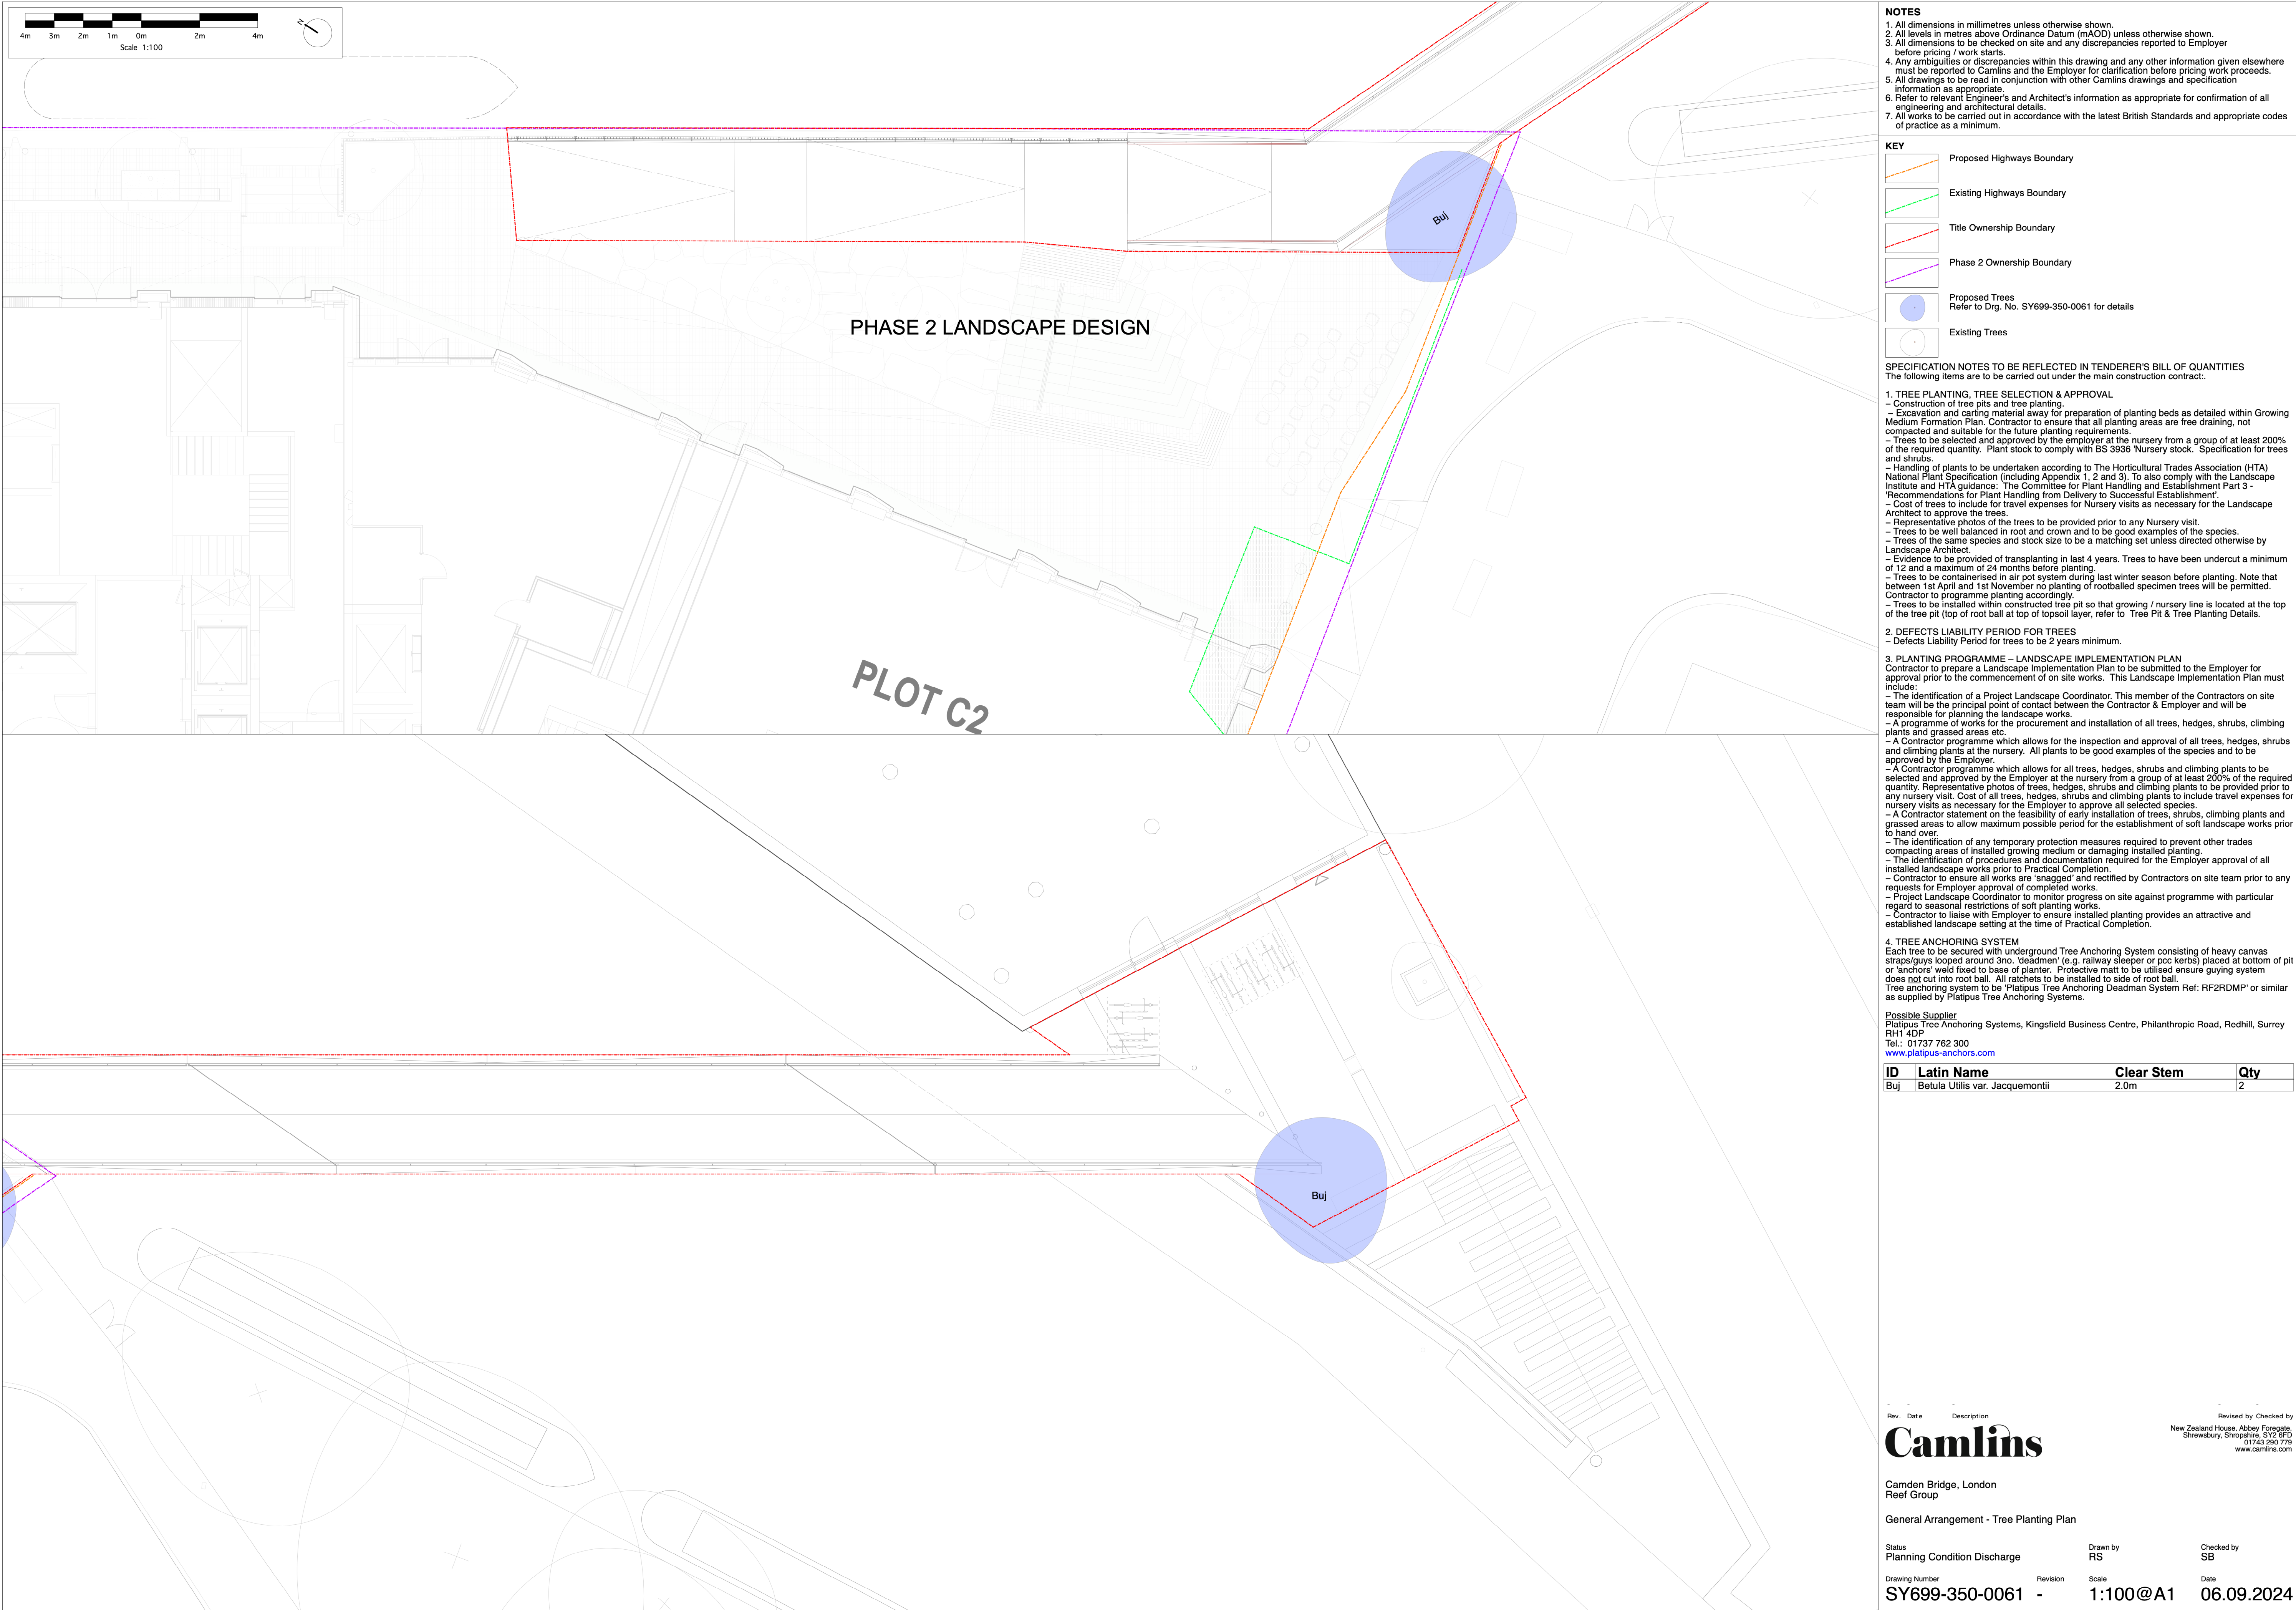 4m 3m 2m 1m 0m 2m 4m
Scale 1:100
N
Buj
PHASE 2 LANDSCAPE DESIGN
PLOT C2
Buj
NOTES
1. All dimensions in millimetres unless otherwise shown.
2. All levels in metres above Ordinance Datum (mAOD) unless otherwise shown.
3. All dimensions to be checked on site and any discrepancies reported to Employer
before pricing / work starts.
4. Any ambiguities or discrepancies within this drawing and any other information given elsewhere
must be reported to Camlins and the Employer for clarification before pricing work proceeds.
5. All drawings to be read in conjunction with other Camlins drawings and specification
information as appropriate.
6. Refer to relevant Engineer's and Architect's information as appropriate for confirmation of all
engineering and architectural details.
7. All works to be carried out in accordance with the latest British Standards and appropriate codes
of practice as a minimum.
KEY
Proposed Highways Boundary
Existing Highways Boundary
Title Ownership Boundary
Phase 2 Ownership Boundary
Proposed Trees
Refer to Drg. No. SY699-350-0061 for details
Existing Trees
SPECIFICATION NOTES TO BE REFLECTED IN TENDERER'S BILL OF QUANTITIES
The following items are to be carried out under the main construction contract:.
1. TREE PLANTING, TREE SELECTION & APPROVAL
– Construction of tree pits and tree planting.
– Excavation and carting material away for preparation of planting beds as detailed within Growing
Medium Formation Plan. Contractor to ensure that all planting areas are free draining, not
compacted and suitable for the future planting requirements.
– Trees to be selected and approved by the employer at the nursery from a group of at least 200%
of the required quantity. Plant stock to comply with BS 3936 'Nursery stock. Specification for trees
and shrubs.
– Handling of plants to be undertaken according to The Horticultural Trades Association (HTA)
National Plant Specification (including Appendix 1, 2 and 3). To also comply with the Landscape
Institute and HTA guidance: The Committee for Plant Handling and Establishment Part 3 -
'Recommendations for Plant Handling from Delivery to Successful Establishment'.
– Cost of trees to include for travel expenses for Nursery visits as necessary for the Landscape
Architect to approve the trees.
– Representative photos of the trees to be provided prior to any Nursery visit.
– Trees to be well balanced in root and crown and to be good examples of the species.
– Trees of the same species and stock size to be a matching set unless directed otherwise by
Landscape Architect.
– Evidence to be provided of transplanting in last 4 years. Trees to have been undercut a minimum
of 12 and a maximum of 24 months before planting.
– Trees to be containerised in air pot system during last winter season before planting. Note that
between 1st April and 1st November no planting of rootballed specimen trees will be permitted.
Contractor to programme planting accordingly.
– Trees to be installed within constructed tree pit so that growing / nursery line is located at the top
of the tree pit (top of root ball at top of topsoil layer, refer to Tree Pit & Tree Planting Details.
2. DEFECTS LIABILITY PERIOD FOR TREES
– Defects Liability Period for trees to be 2 years minimum.
3. PLANTING PROGRAMME – LANDSCAPE IMPLEMENTATION PLAN
Contractor to prepare a Landscape Implementation Plan to be submitted to the Employer for
approval prior to the commencement of on site works. This Landscape Implementation Plan must
include:
– The identification of a Project Landscape Coordinator. This member of the Contractors on site
team will be the principal point of contact between the Contractor & Employer and will be
responsible for planning the landscape works.
– A programme of works for the procurement and installation of all trees, hedges, shrubs, climbing
plants and grassed areas etc.
– A Contractor programme which allows for the inspection and approval of all trees, hedges, shrubs
and climbing plants at the nursery. All plants to be good examples of the species and to be
approved by the Employer.
– A Contractor programme which allows for all trees, hedges, shrubs and climbing plants to be
selected and approved by the Employer at the nursery from a group of at least 200% of the required
quantity. Representative photos of trees, hedges, shrubs and climbing plants to be provided prior to
any nursery visit. Cost of all trees, hedges, shrubs and climbing plants to include travel expenses for
nursery visits as necessary for the Employer to approve all selected species.
– A Contractor statement on the feasibility of early installation of trees, shrubs, climbing plants and
grassed areas to allow maximum possible period for the establishment of soft landscape works prior
to hand over.
– The identification of any temporary protection measures required to prevent other trades
compacting areas of installed growing medium or damaging installed planting.
– The identification of procedures and documentation required for the Employer approval of all
installed landscape works prior to Practical Completion.
– Contractor to ensure all works are 'snagged' and rectified by Contractors on site team prior to any
requests for Employer approval of completed works.
– Project Landscape Coordinator to monitor progress on site against programme with particular
regard to seasonal restrictions of soft planting works.
– Contractor to liaise with Employer to ensure installed planting provides an attractive and
established landscape setting at the time of Practical Completion.
4. TREE ANCHORING SYSTEM
Each tree to be secured with underground Tree Anchoring System consisting of heavy canvas
straps/guys looped around 3no. 'deadmen' (e.g. railway sleeper or pcc kerbs) placed at bottom of pit
or 'anchors' weld fixed to base of planter. Protective matt to be utilised ensure guying system
does not cut into root ball. All ratchets to be installed to side of root ball.
Tree anchoring system to be 'Platipus Tree Anchoring Deadman System Ref: RF2RDMP' or similar
as supplied by Platipus Tree Anchoring Systems.
Possible Supplier
Platipus Tree Anchoring Systems, Kingsfield Business Centre, Philanthropic Road, Redhill, Surrey
RH1 4DP
Tel.: 01737 762 300
www.platipus-anchors.com
ID Latin Name Clear Stem Qty
Buj Betula Utilis var. Jacquemontii 2.0m 2
- - - - -
Rev. Date Description Revised by Checked by
Camlins
New Zealand House, Abbey Foregate,
Shrewsbury, Shropshire, SY2 6FD
01743 290 779
www.camlins.com
Camden Bridge, London
Reef Group
General Arrangement - Tree Planting Plan
Status Drawn by Checked by
Planning Condition Discharge RS SB
Drawing Number Revision Scale Date
SY699-350-0061 - 1:100@A1 06.09.2024